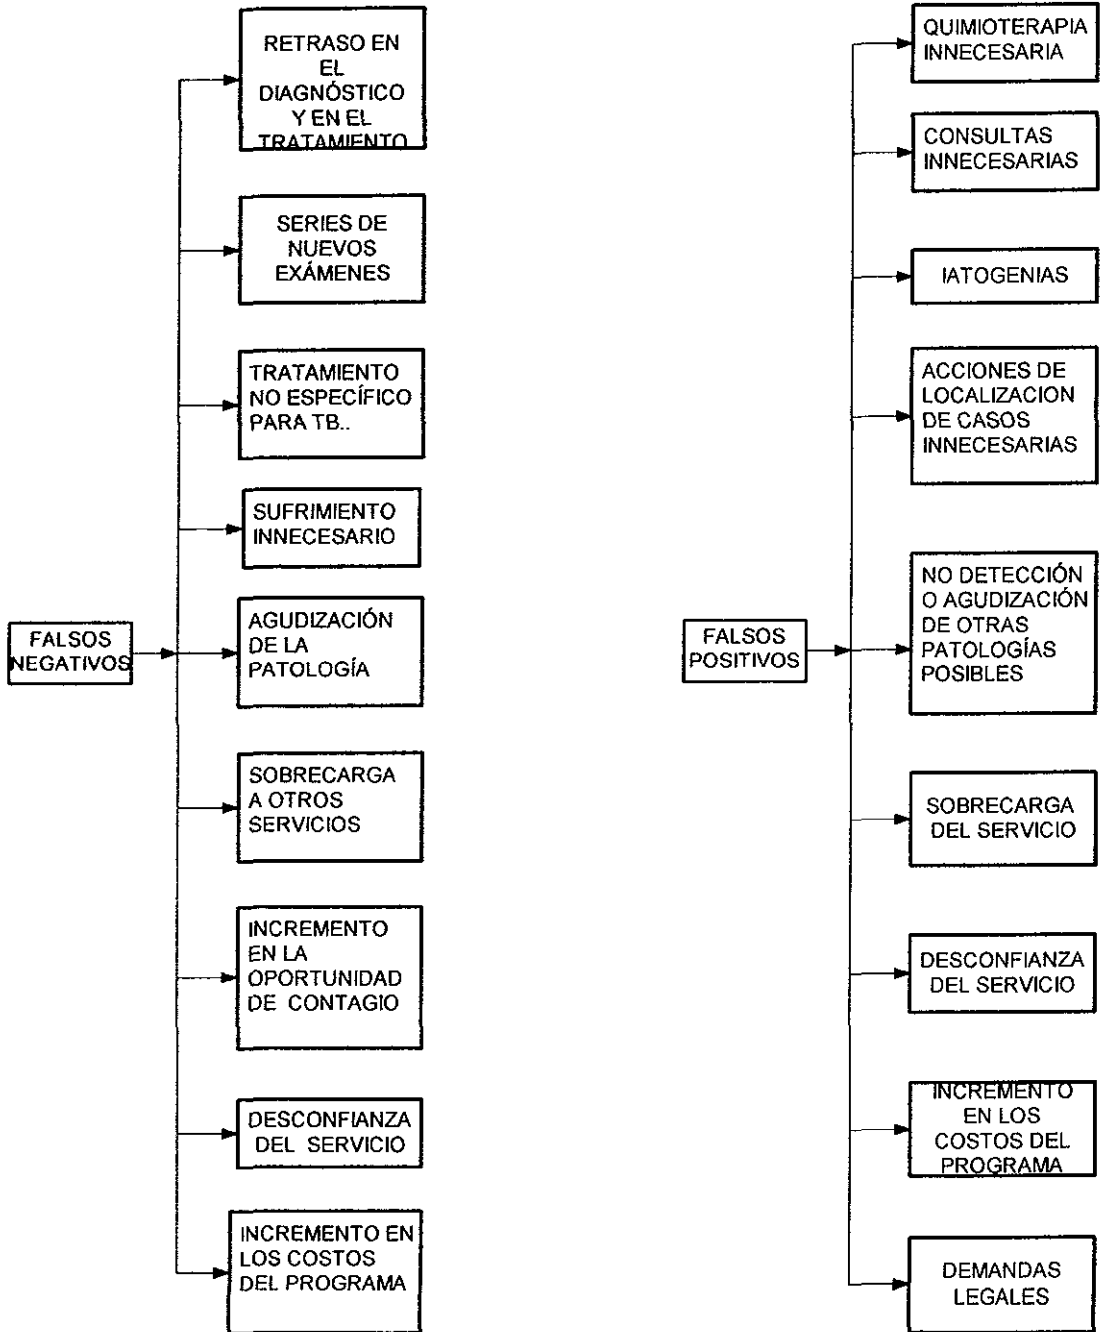 RETRASO EN
EL
DIAGNÓSTICO
Y EN EL
TRATAMIENTO
SERIES DE
NUEVOS
EXÁMENES
TRATAMIENTO
NO ESPECÍFICO
PARA TB..
SUFRIMIENTO
INNECESARIO
FALSOS
NEGATIVOS
AGUDIZACIÓN
DE LA
PATOLOGÍA
SOBRECARGA
A OTROS
SERVICIOS
INCREMENTO
EN LA
OPORTUNIDAD
DE CONTAGIO
DESCONFIANZA
DEL SERVICIO
INCREMENTO EN
LOS COSTOS
DEL PROGRAMA
QUIMIOTERAPIA
INNECESARIA
CONSULTAS
INNECESARIAS
IATOGENIAS
ACCIONES DE
LOCALIZACION
DE CASOS
INNECESARIAS
FALSOS
POSITIVOS
NO DETECCIÓN
O AGUDIZACIÓN
DE OTRAS
PATOLOGÍAS
POSIBLES
SOBRECARGA
DEL SERVICIO
DESCONFIANZA
DEL SERVICIO
INCREMENTO
EN LOS
COSTOS DEL
PROGRAMA
DEMANDAS
LEGALES